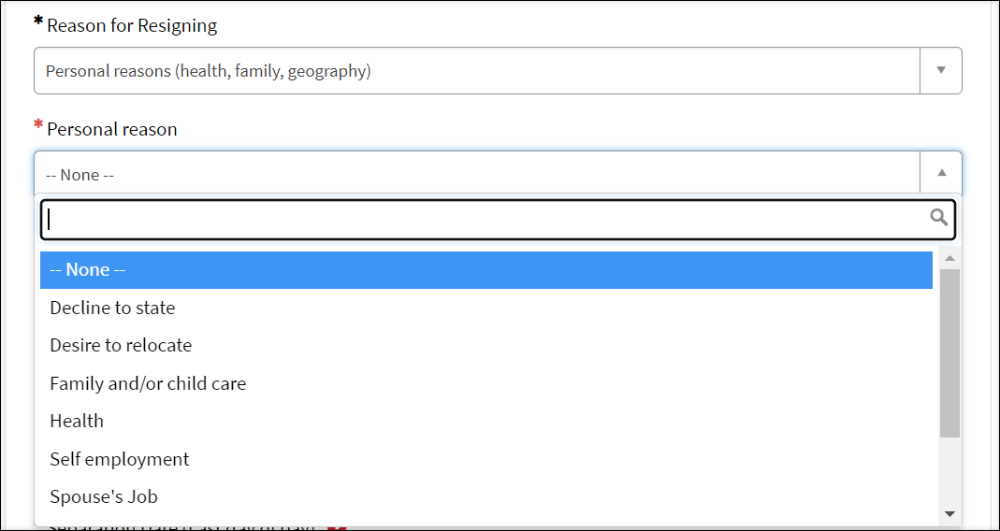 * Reason for Resigning
Personal reasons (health, family, geography)
* Personal reason
-- None --
-- None --
Decline to state
Desire to relocate
Family and/or child care
Health
Self employment
Spouse's Job